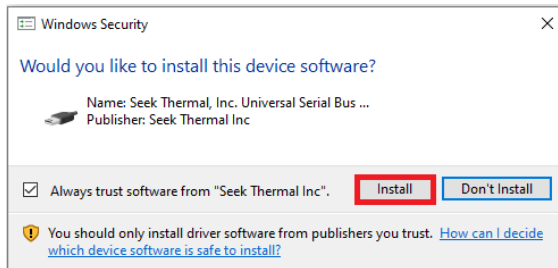 Windows Security
Would you like to install this device software?
Name: Seek Thermal, Inc. Universal Serial Bus ...
Publisher: Seek Thermal Inc
Always trust software from "Seek Thermal Inc".
Install
Don't Install
You should only install driver software from publishers you trust. How can I decide
which device software is safe to install?